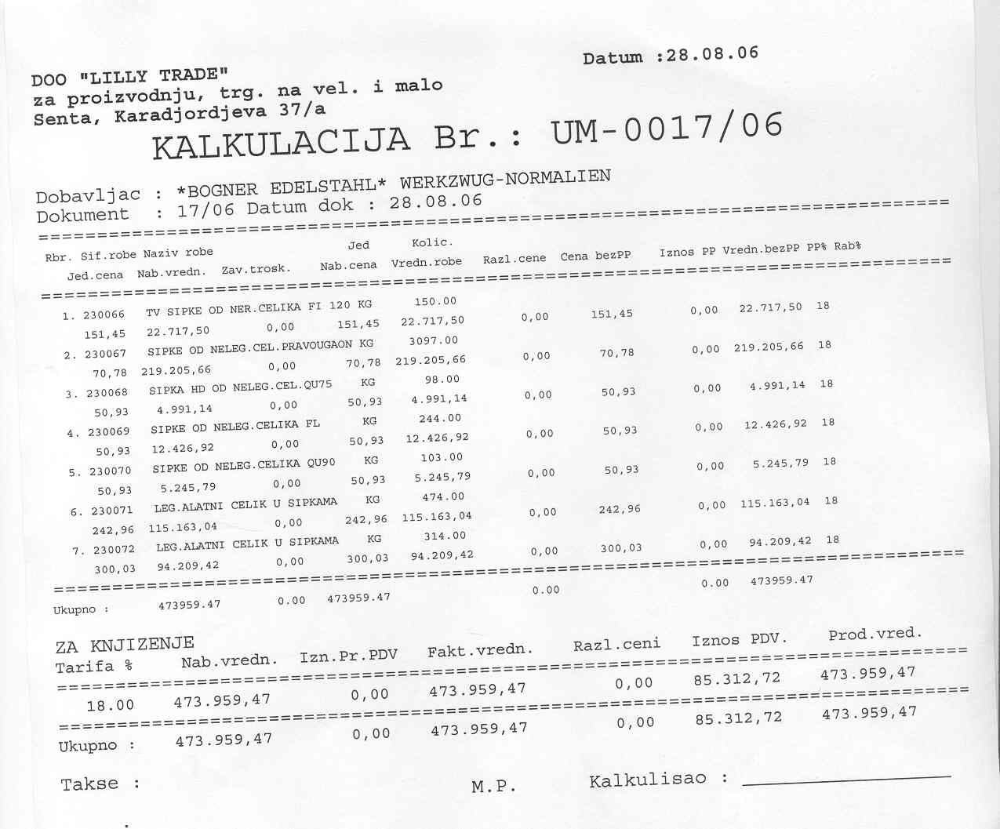 Datum :28.08.06
DOO "LILLY TRADE"
za proizvodnju, trg. na vel. i malo
Senta, Karadjordjeva 37/a
KALKULACIJA Br.: UM-0017/06
Dobavljac : *BOGNER EDELSTAHL* WERKZWUG-NORMALIEN
Dokument : 17/06 Datum dok : 28.08.06
Rbr. Sif.robe Naziv robe Jed Kolic.
Jed.cena Nab.vredn. Zav.trosk. Nab.cena Vredn.robe Razl.cene Cena bezPP Iznos PP Vredn.bezPP PP% Rab%
1. 230066 TV SIPKE OD NER.CELIKA FI 120 KG 150.00
151,45 22.717,50 0,00 151,45 22.717,50 0,00 151,45 0,00 22.717,50 18
2. 230067 SIPKE OD NELEG.CEL.PRAVOUGAON KG 3097.00
70,78 219.205,66 0,00 70,78 219.205,66 0,00 70,78 0,00 219.205,66 18
3. 230068 SIPKA HD OD NELEG.CEL.QU75 KG 98.00
50,93 4.991,14 0,00 50,93 4.991,14 0,00 50,93 0,00 4.991,14 18
4. 230069 SIPKE OD NELEG.CELIKA FL KG 244.00
50,93 12.426,92 0,00 50,93 12.426,92 0,00 50,93 0,00 12.426,92 18
5. 230070 SIPKE OD NELEG.CELIKA QU90 KG 103.00
50,93 5.245,79 0,00 50,93 5.245,79 0,00 50,93 0,00 5.245,79 18
6. 230071 LEG.ALATNI CELIK U SIPKAMA KG 474.00
242,96 115.163,04 0,00 242,96 115.163,04 0,00 242,96 0,00 115.163,04 18
7. 230072 LEG.ALATNI CELIK U SIPKAMA KG 314.00
300,03 94.209,42 0,00 300,03 94.209,42 0,00 300,03 0,00 94.209,42 18
Ukupno : 473959.47 0.00 473959.47 0.00 0.00 473959.47
ZA KNJIZENJE
Tarifa % Nab.vredn. Izn.Pr.PDV Fakt.vredn. Razl.ceni Iznos PDV. Prod.vred.
18.00 473.959,47 0,00 473.959,47 0,00 85.312,72 473.959,47
Ukupno : 473.959,47 0,00 473.959,47 0,00 85.312,72 473.959,47
Takse : M.P. Kalkulisao :